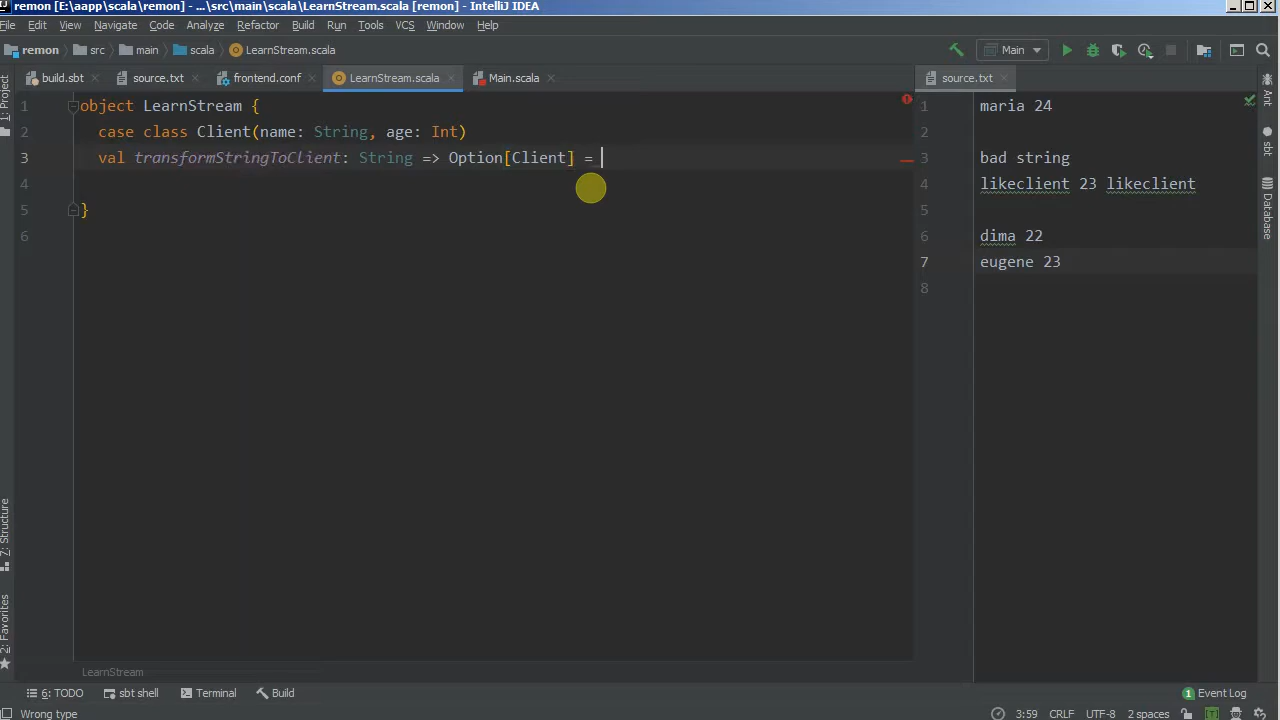 remon [E:\aapp\scala\remon] - ...\src\main\scala\LearnStream.scala [remon] - IntelliJ IDEA
File Edit View Navigate Code Analyze Refactor Build Run Tools VCS Window Help
remon src main scala LearnStream.scala Main
build.sbt source.txt frontend.conf LearnStream.scala Main.scala source.txt
1: Project
1 object LearnStream {
2 case class Client(name: String, age: Int)
3 val transformStringToClient: String => Option[Client] =
4
5 }
6
1 maria 24
2
3 bad string
4 likeclient 23 likeclient
5
6 dima 22
7 eugene 23
8
Ant
sbt
Database
7: Structure
2: Favorites
LearnStream
6: TODO sbt shell Terminal Build 1 Event Log
Wrong type 3:59 CRLF UTF-8 2 spaces [T]